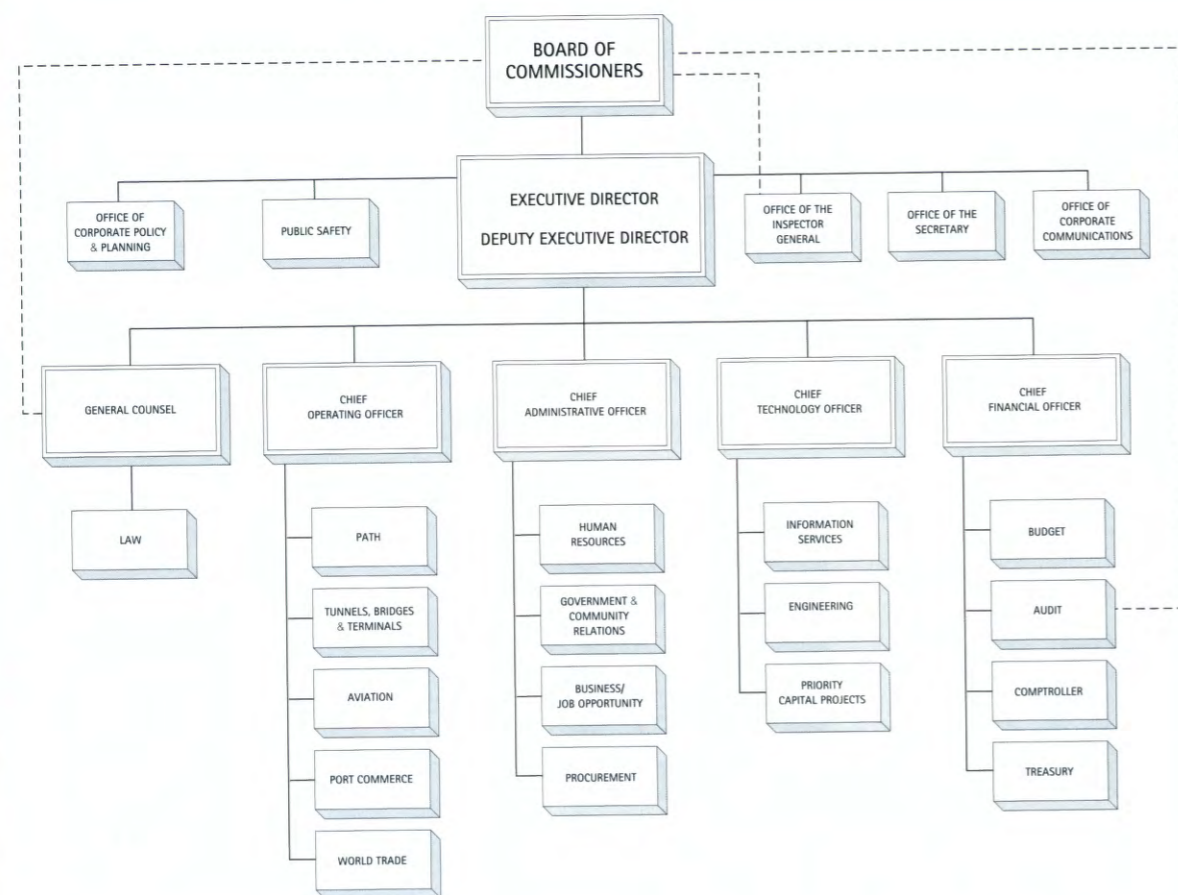 BOARD OF
COMMISSIONERS
EXECUTIVE DIRECTOR
DEPUTY EXECUTIVE DIRECTOR
OFFICE OF
CORPORATE POLICY
& PLANNING
PUBLIC SAFETY
OFFICE OF THE
INSPECTOR
GENERAL
OFFICE OF THE
SECRETARY
OFFICE OF
CORPORATE
COMMUNICATIONS
GENERAL COUNSEL
CHIEF
OPERATING OFFICER
CHIEF
ADMINISTRATIVE OFFICER
CHIEF
TECHNOLOGY OFFICER
CHIEF
FINANCIAL OFFICER
LAW
PATH
TUNNELS, BRIDGES
& TERMINALS
AVIATION
PORT COMMERCE
WORLD TRADE
HUMAN
RESOURCES
GOVERNMENT &
COMMUNITY
RELATIONS
BUSINESS/
JOB OPPORTUNITY
PROCUREMENT
INFORMATION
SERVICES
ENGINEERING
PRIORITY
CAPITAL PROJECTS
BUDGET
AUDIT
COMPTROLLER
TREASURY